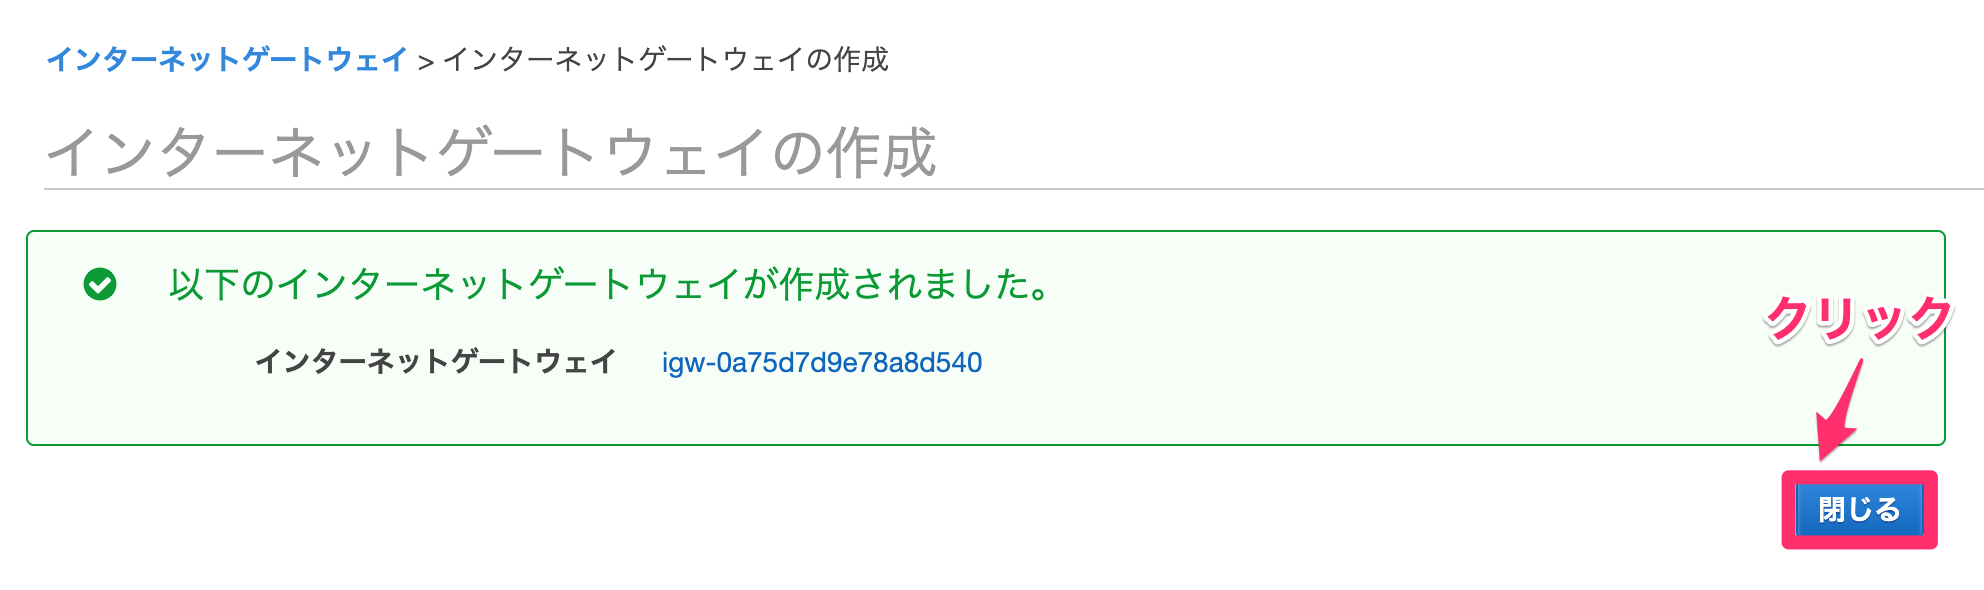 インターネットゲートウェイ > インターネットゲートウェイの作成
インターネットゲートウェイの作成
以下のインターネットゲートウェイが作成されました。
インターネットゲートウェイ igw-0a75d7d9e78a8d540
クリック
閉じる